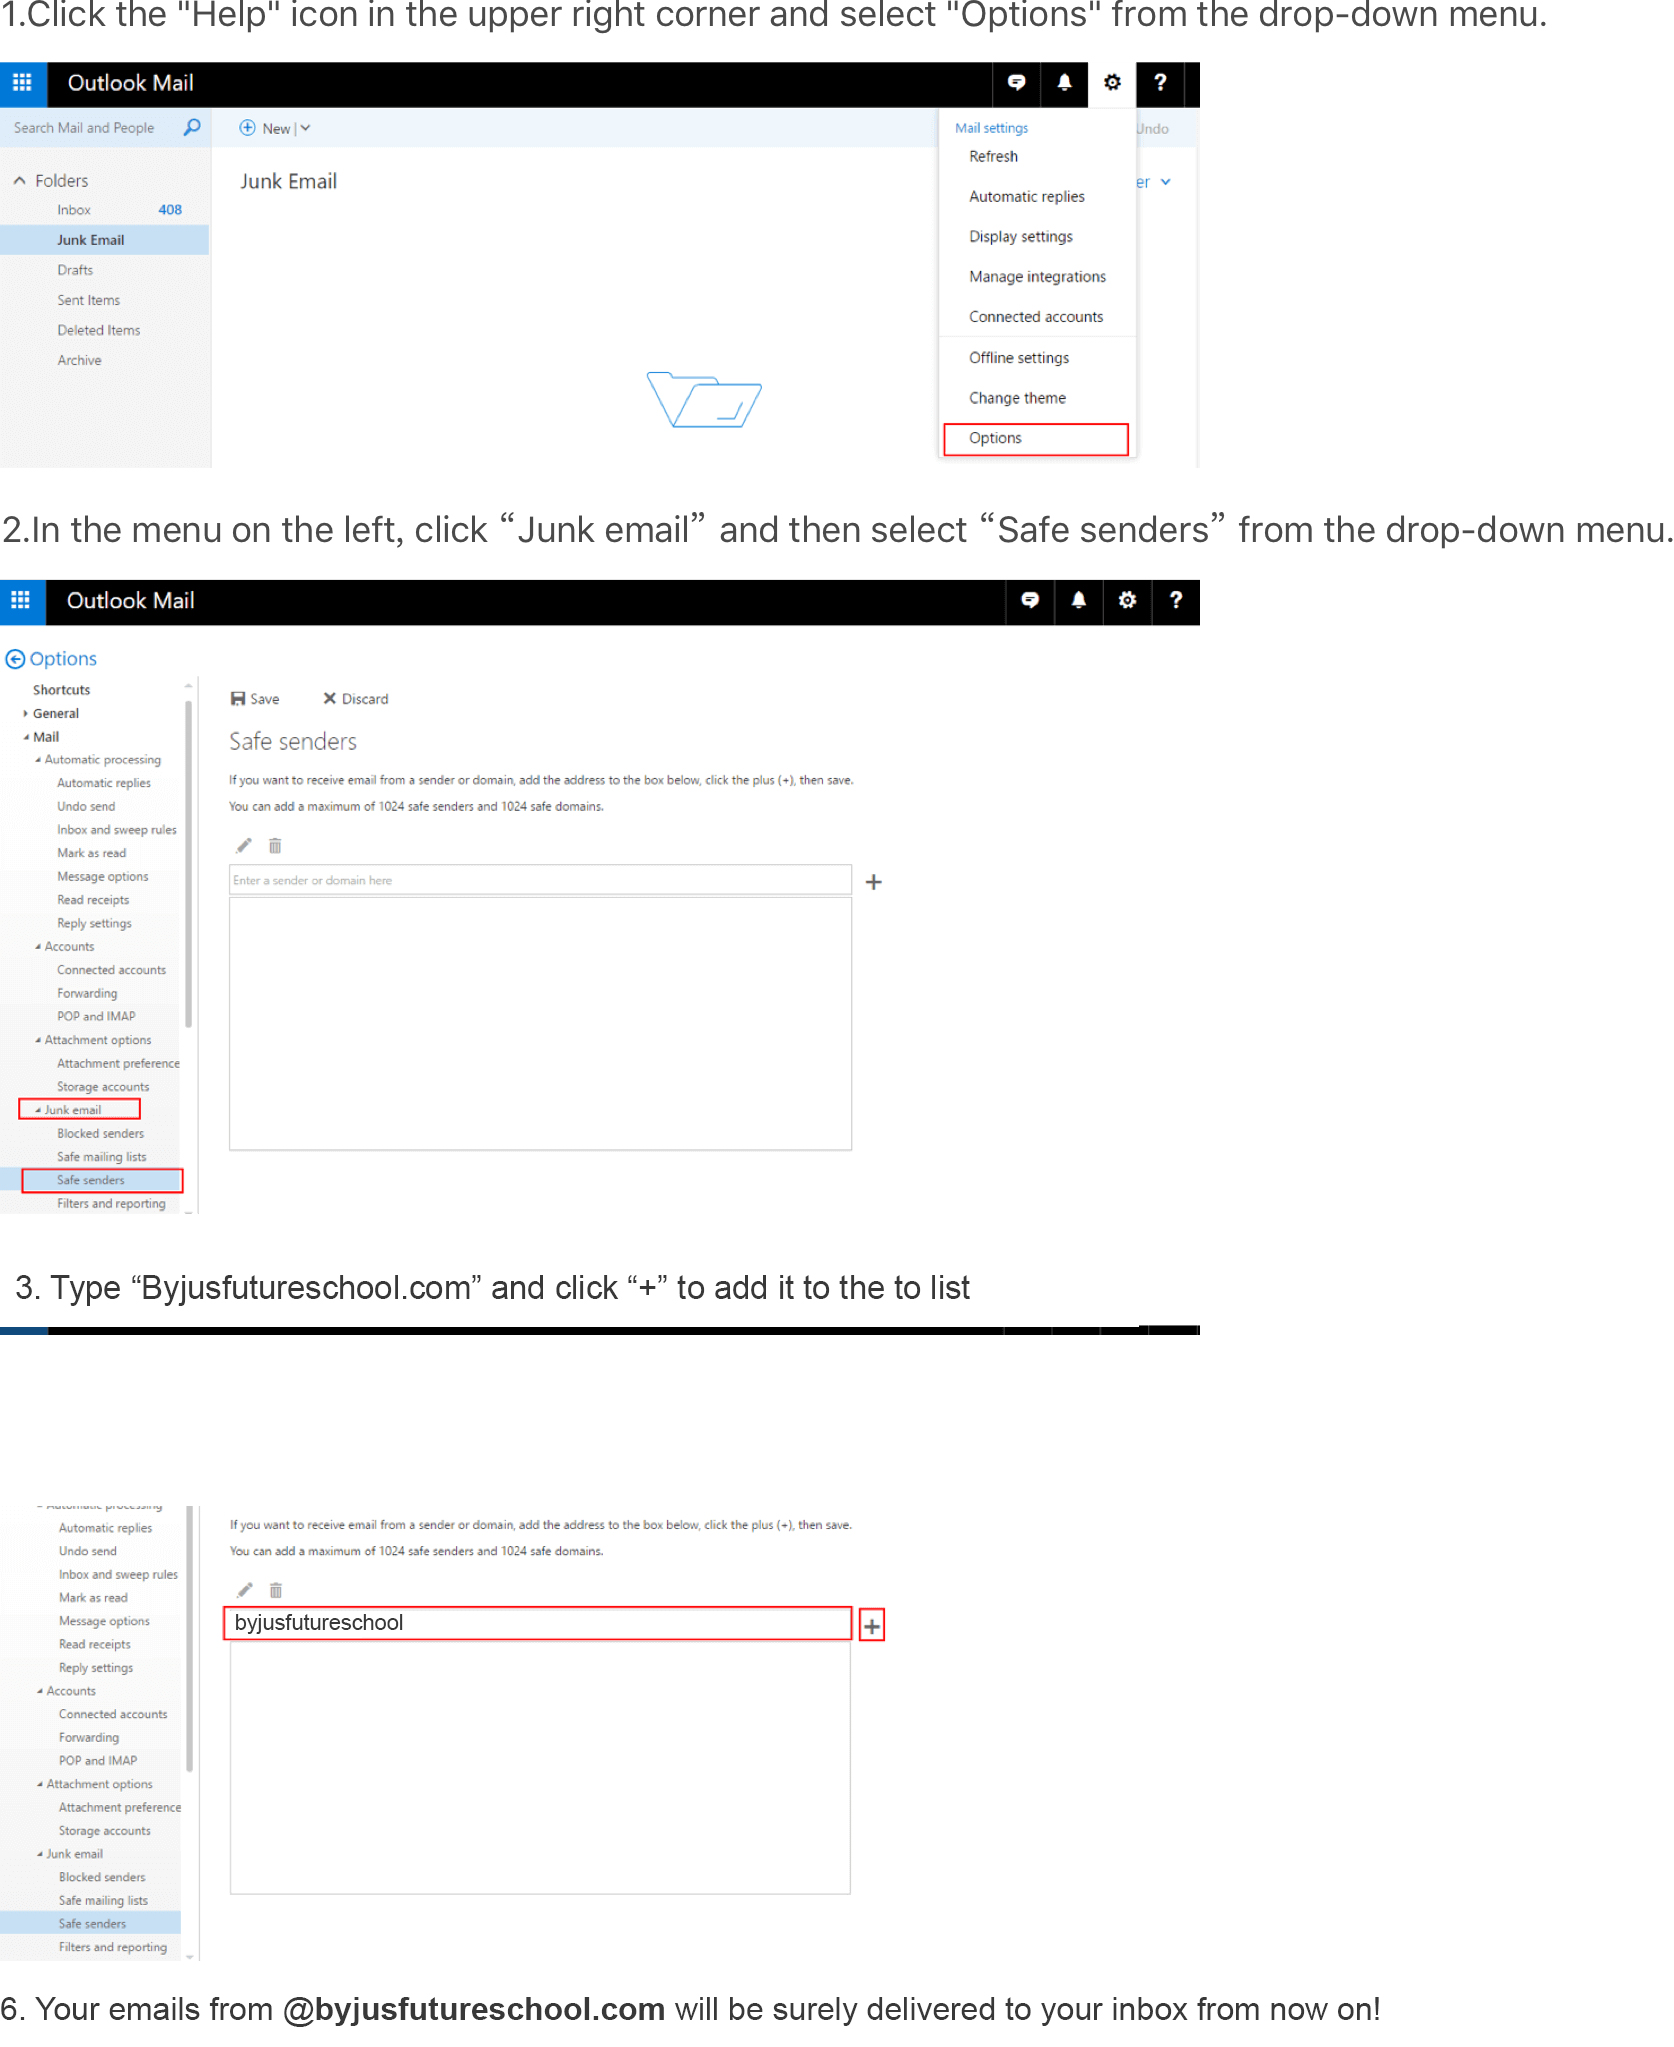 1.Click the "Help" icon in the upper right corner and select "Options" from the drop-down menu.
Outlook Mail
?
Search Mail and People
New
Undo
Mail settings
Refresh
Automatic replies
Display settings
Manage integrations
Connected accounts
Offline settings
Change theme
Options
Folders
Inbox 408
Junk Email
Drafts
Sent Items
Deleted Items
Archive
Junk Email
er
2.In the menu on the left, click “Junk email” and then select “Safe senders” from the drop-down menu.
Outlook Mail
?
Options
Shortcuts
General
Mail
Automatic processing
Automatic replies
Undo send
Inbox and sweep rules
Mark as read
Message options
Read receipts
Reply settings
Accounts
Connected accounts
Forwarding
POP and IMAP
Attachment options
Attachment preference
Storage accounts
Junk email
Blocked senders
Safe mailing lists
Safe senders
Filters and reporting
Save Discard
Safe senders
If you want to receive email from a sender or domain, add the address to the box below, click the plus (+), then save.
You can add a maximum of 1024 safe senders and 1024 safe domains.
Enter a sender or domain here
+
3. Type “Byjusfutureschool.com” and click “+” to add it to the to list
Automatic processing
Automatic replies
Undo send
Inbox and sweep rules
Mark as read
Message options
Read receipts
Reply settings
Accounts
Connected accounts
Forwarding
POP and IMAP
Attachment options
Attachment preference
Storage accounts
Junk email
Blocked senders
Safe mailing lists
Safe senders
Filters and reporting
If you want to receive email from a sender or domain, add the address to the box below, click the plus (+), then save.
You can add a maximum of 1024 safe senders and 1024 safe domains.
byjusfutureschool
+
6. Your emails from @byjusfutureschool.com will be surely delivered to your inbox from now on!